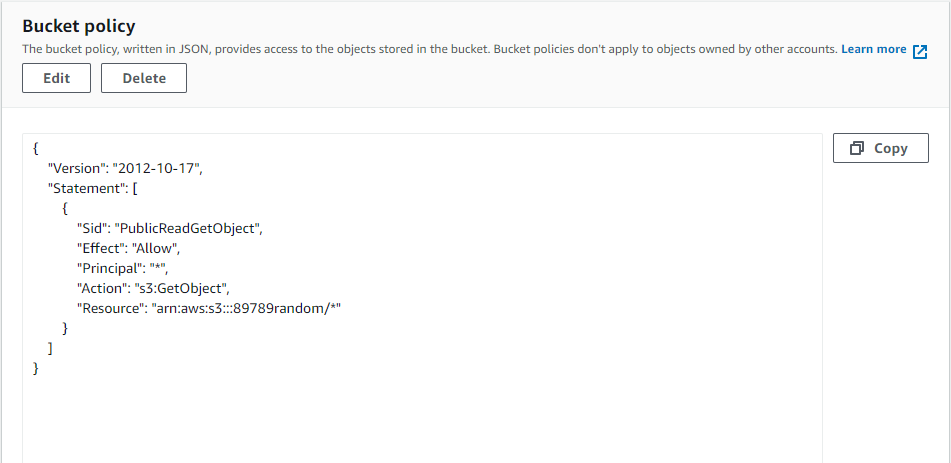 Bucket policy
The bucket policy, written in JSON, provides access to the objects stored in the bucket. Bucket policies don't apply to objects owned by other accounts. Learn more
Edit Delete
Copy
{
"Version": "2012-10-17",
"Statement": [
{
"Sid": "PublicReadGetObject",
"Effect": "Allow",
"Principal": "*",
"Action": "s3:GetObject",
"Resource": "arn:aws:s3:::89789random/*"
}
]
}